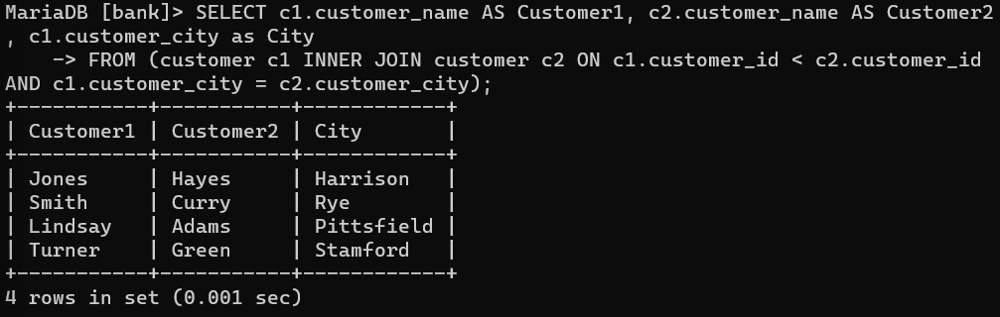 MariaDB [bank]> SELECT c1.customer_name AS Customer1, c2.customer_name AS Customer2
, c1.customer_city as City
    -> FROM (customer c1 INNER JOIN customer c2 ON c1.customer_id < c2.customer_id
AND c1.customer_city = c2.customer_city);
+-----------+-----------+------------+
| Customer1 | Customer2 | City       |
+-----------+-----------+------------+
| Jones     | Hayes     | Harrison   |
| Smith     | Curry     | Rye        |
| Lindsay   | Adams     | Pittsfield |
| Turner    | Green     | Stamford   |
+-----------+-----------+------------+
4 rows in set (0.001 sec)